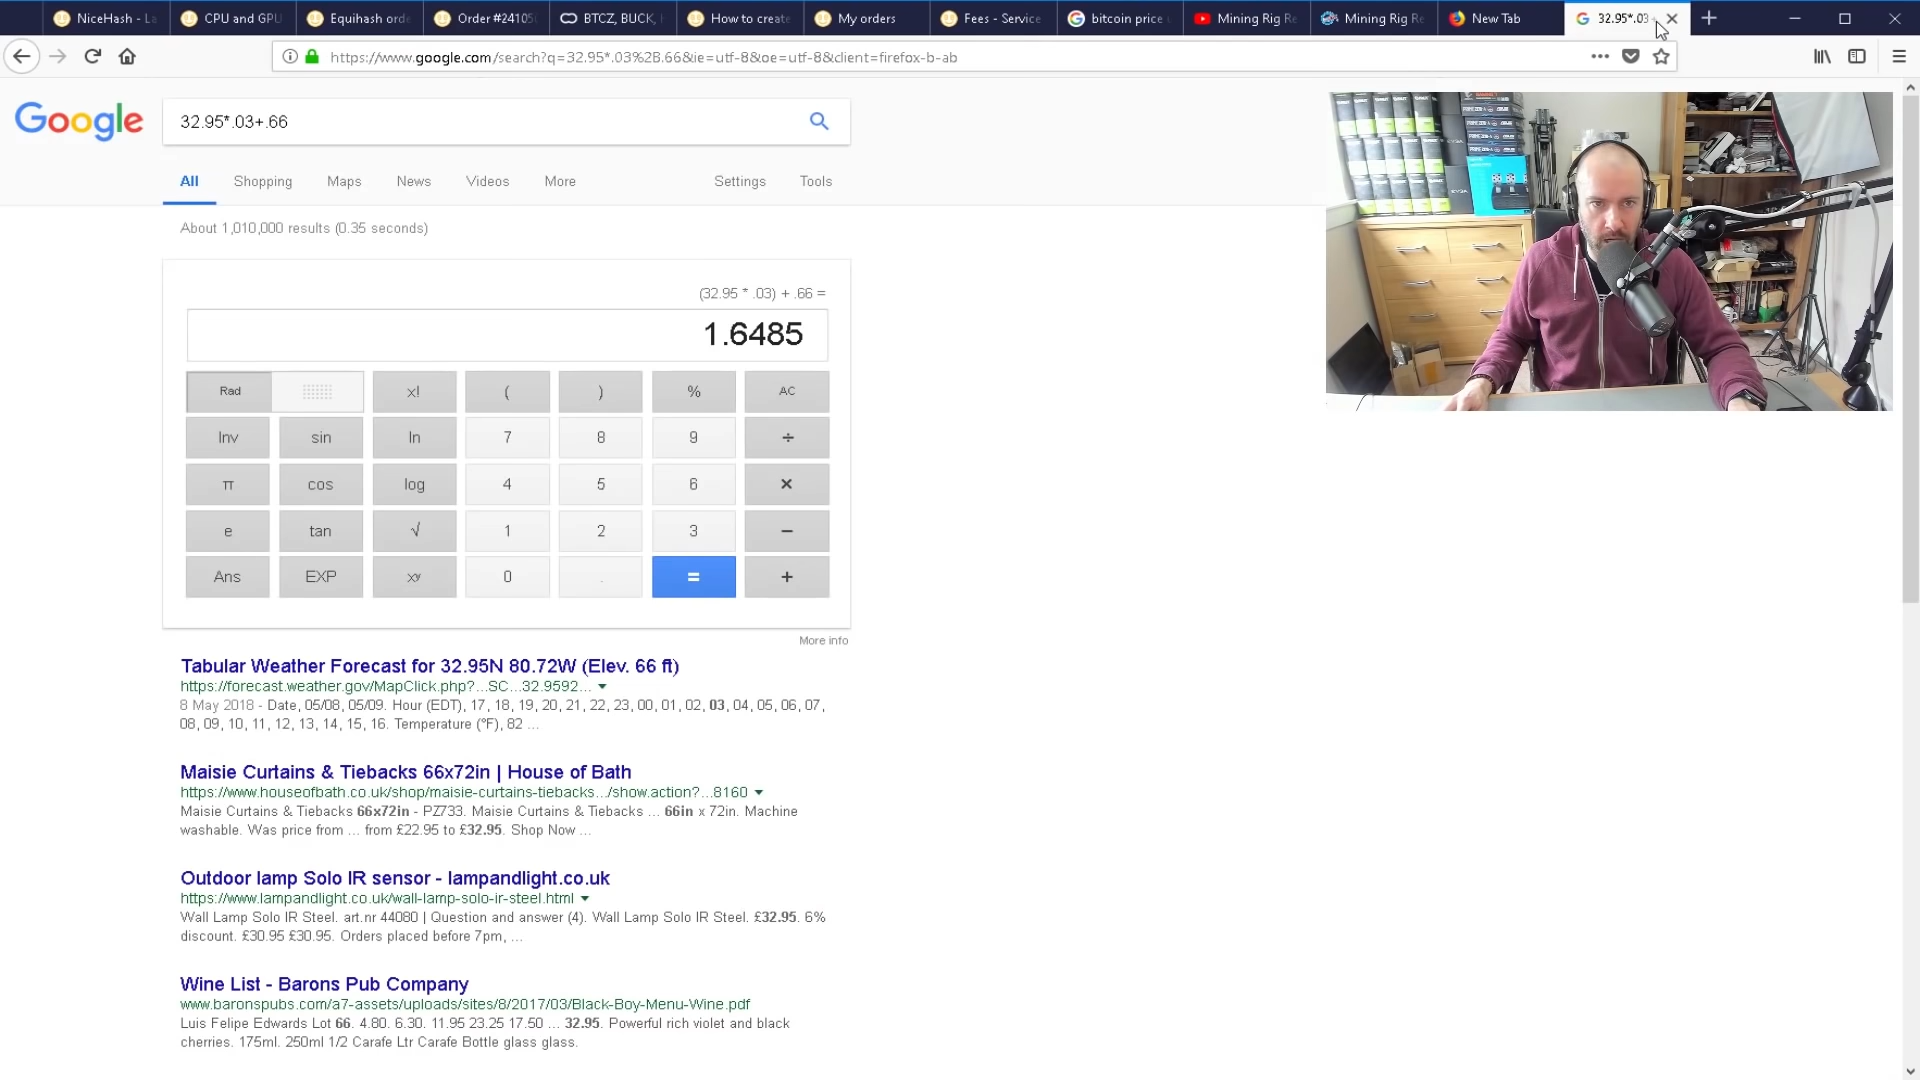 NiceHash - La
CPU and GPU
Equihash orde
Order #24105
BTCZ, BUCK,
How to create
My orders
Fees - Service
bitcoin price
Mining Rig Re
Mining Rig Re
New Tab
32.95*.03+
https://www.google.com/search?q=32.95*.03%2B.66&ie=utf-8&oe=utf-8&client=firefox-b-ab
Google
32.95*.03+.66
All Shopping Maps News Videos More Settings Tools
About 1,010,000 results (0.35 seconds)
(32.95 * .03) + .66 =
1.6485
Rad x! ( ) % AC
Inv sin ln 7 8 9 ÷
π cos log 4 5 6 ×
e tan √ 1 2 3 −
Ans EXP xy 0 . = +
More info
Tabular Weather Forecast for 32.95N 80.72W (Elev. 66 ft)
https://forecast.weather.gov/MapClick.php?...SC...32.9592...
8 May 2018 - Date, 05/08, 05/09. Hour (EDT), 17, 18, 19, 20, 21, 22, 23, 00, 01, 02, 03, 04, 05, 06, 07,
08, 09, 10, 11, 12, 13, 14, 15, 16. Temperature (°F), 82 ...
Maisie Curtains & Tiebacks 66x72in | House of Bath
https://www.houseofbath.co.uk/shop/maisie-curtains-tiebacks.../show.action?...8160
Maisie Curtains & Tiebacks 66x72in - PZ733. Maisie Curtains & Tiebacks ... 66in x 72in. Machine
washable. Was price from ... from £22.95 to £32.95. Shop Now ...
Outdoor lamp Solo IR sensor - lampandlight.co.uk
https://www.lampandlight.co.uk/wall-lamp-solo-ir-steel.html
Wall Lamp Solo IR Steel. art.nr 44080 | Question and answer (4). Wall Lamp Solo IR Steel. £32.95. 6%
discount. £30.95 £30.95. Orders placed before 7pm, ...
Wine List - Barons Pub Company
www.baronspubs.com/a7-assets/uploads/sites/8/2017/03/Black-Boy-Menu-Wine.pdf
Luis Felipe Edwards Lot 66. 4.80. 6.30. 11.95 23.25 17.50 ... 32.95. Powerful rich violet and black
cherries. 175ml. 250ml 1/2 Carafe Ltr Carafe Bottle glass glass.